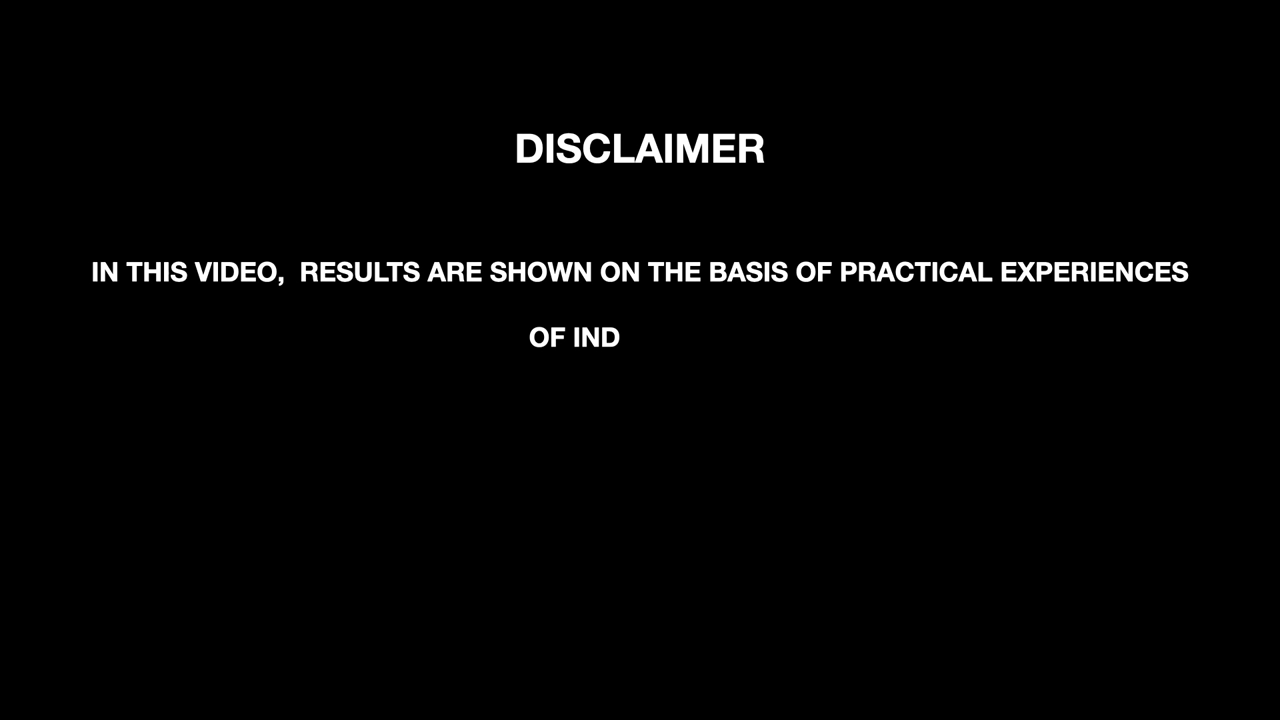 DISCLAIMER
IN THIS VIDEO,  RESULTS ARE SHOWN ON THE BASIS OF PRACTICAL EXPERIENCES
OF IND